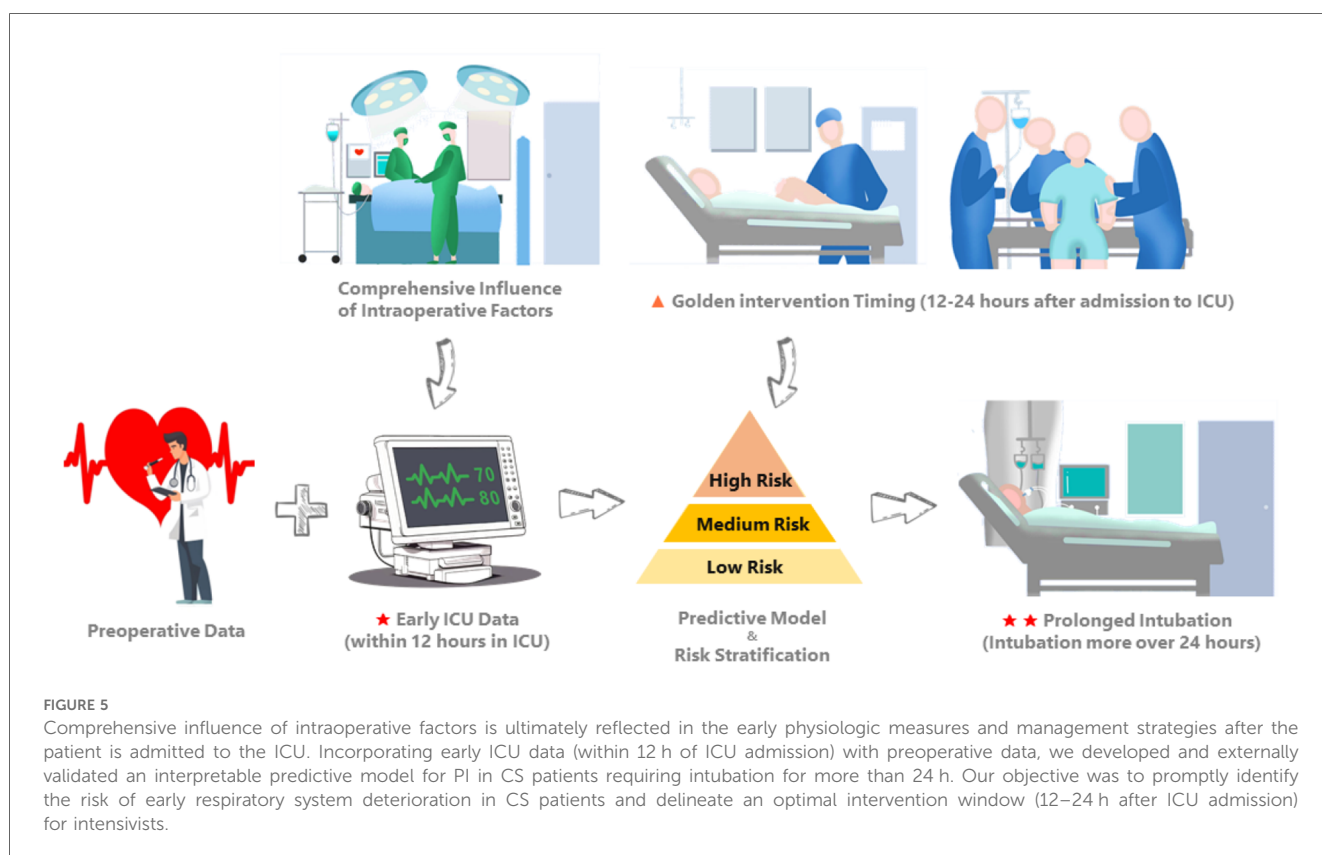 Comprehensive Influence
of Intraoperative Factors
▲ Golden intervention Timing (12-24 hours after admission to ICU)
70
80
High Risk
Medium Risk
Low Risk
Preoperative Data
★ Early ICU Data
(within 12 hours in ICU)
Predictive Model
&
Risk Stratification
★ ★ Prolonged Intubation
(Intubation more over 24 hours)
FIGURE 5
Comprehensive influence of intraoperative factors is ultimately reflected in the early physiologic measures and management strategies after the
patient is admitted to the ICU. Incorporating early ICU data (within 12 h of ICU admission) with preoperative data, we developed and externally
validated an interpretable predictive model for PI in CS patients requiring intubation for more than 24 h. Our objective was to promptly identify
the risk of early respiratory system deterioration in CS patients and delineate an optimal intervention window (12–24 h after ICU admission)
for intensivists.